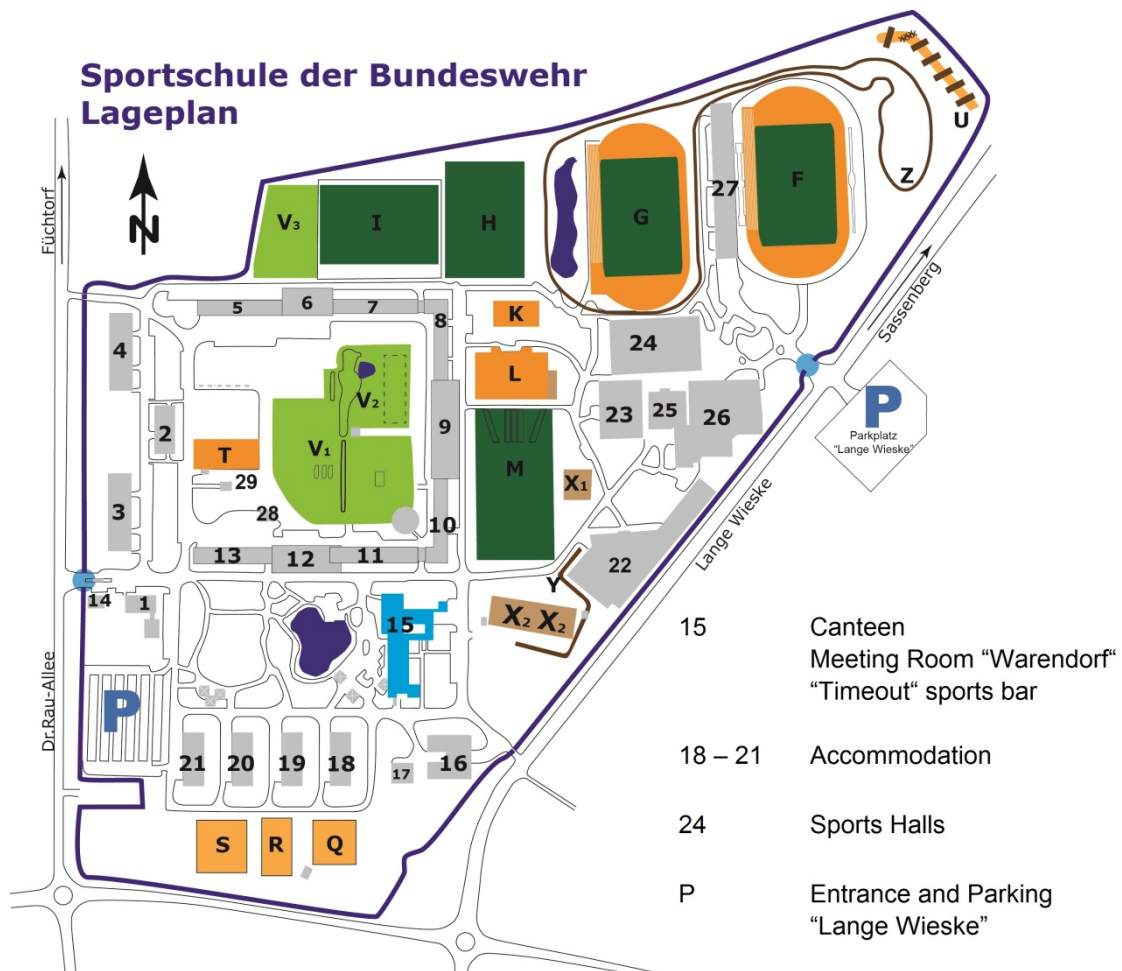 Sportschule der Bundeswehr
Lageplan
U
Füchtorf
N
V3
I
H
G
27
F
Z
Sassenberg
5
6
7
8
K
4
24
L
P
Parkplatz
"Lange Wieske"
2
V2
9
23
25
26
T
V1
M
X1
29
3
28
10
Lange Wieske
13
12
11
22
Y
14
1
15
X2 X2
P
Dr.Rau-Allee
21
20
19
18
17
16
S
R
Q
15 Canteen
Meeting Room “Warendorf“
“Timeout“ sports bar
18 – 21 Accommodation
24 Sports Halls
P Entrance and Parking
“Lange Wieske”